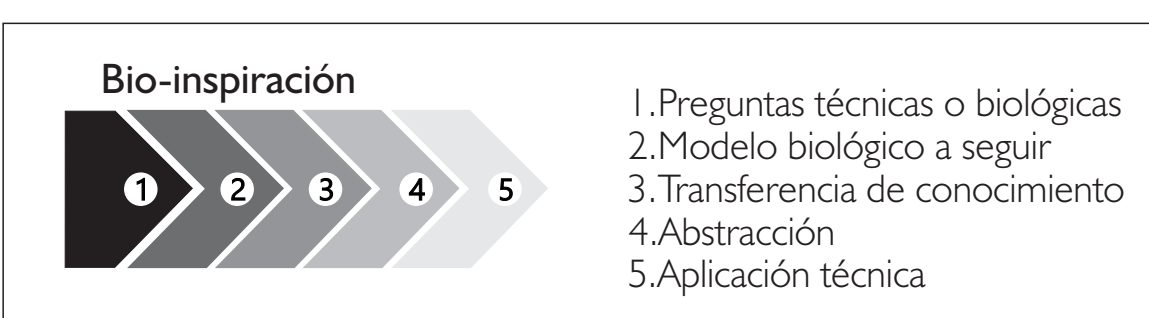 Bio-inspiración
1 2 3 4 5
1.Preguntas técnicas o biológicas
2.Modelo biológico a seguir
3.Transferencia de conocimiento
4.Abstracción
5.Aplicación técnica